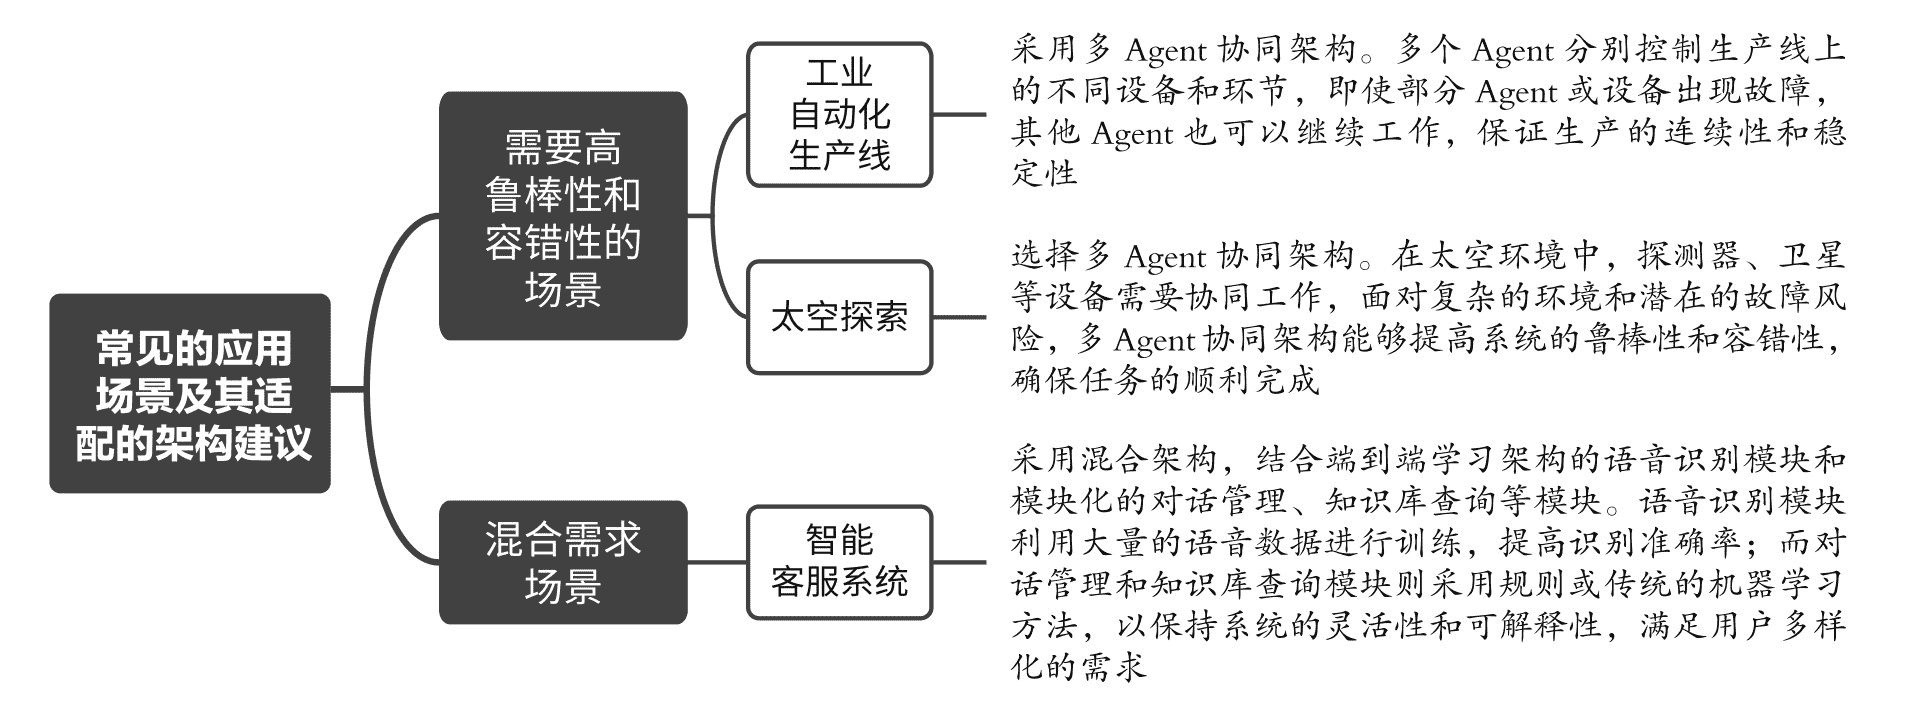 常见的应用
场景及其适
配的架构建议
需要高
鲁棒性和
容错性的
场景
工业
自动化
生产线
采用多 Agent 协同架构。多个 Agent 分别控制生产线上
的不同设备和环节，即使部分 Agent 或设备出现故障，
其他 Agent 也可以继续工作，保证生产的连续性和稳
定性
太空探索
选择多 Agent 协同架构。在太空环境中，探测器、卫星
等设备需要协同工作，面对复杂的环境和潜在的故障风
险，多 Agent 协同架构能够提高系统的鲁棒性和容错性，
确保任务的顺利完成
混合需求
场景
智能
客服系统
采用混合架构，结合端到端学习架构的语音识别模块和
模块化的对话管理、知识库查询等模块。语音识别模块
利用大量的语音数据进行训练，提高识别准确率；而对
话管理和知识库查询模块则采用规则或传统的机器学习
方法，以保持系统的灵活性和可解释性，满足用户多样
化的需求